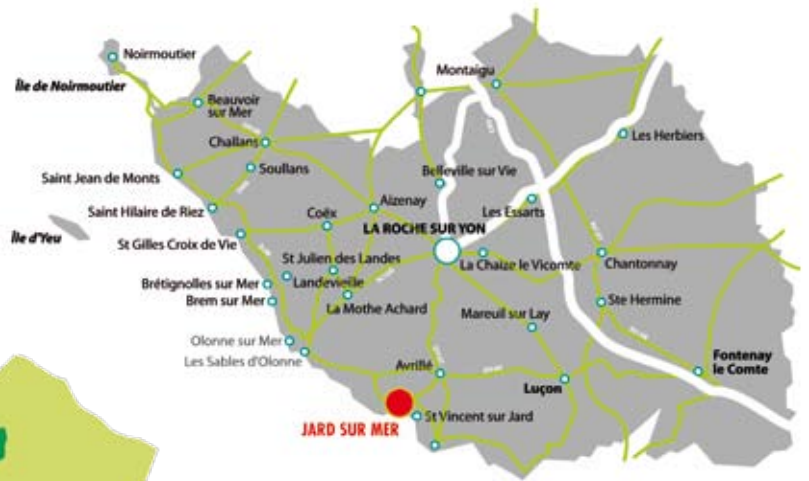 Noirmoutier
Île de Noirmoutier
Montaigu
Beauvoir
sur Mer
Challans
Les Herbiers
Soullans
Saint Jean de Monts
Belleville sur Vie
Aizenay
Les Essarts
Saint Hilaire de Riez
Coëx
LA ROCHE SUR YON
Île d'Yeu
St Gilles Croix de Vie
St Julien des Landes
La Chaize le Vicomte
Chantonnay
Brétignolles sur Mer
Landevieille
Brem sur Mer
La Mothe Achard
Mareuil sur Lay
Ste Hermine
Olonne sur Mer
Les Sables d'Olonne
Avrillé
Fontenay
le Comte
Luçon
St Vincent sur Jard
JARD SUR MER